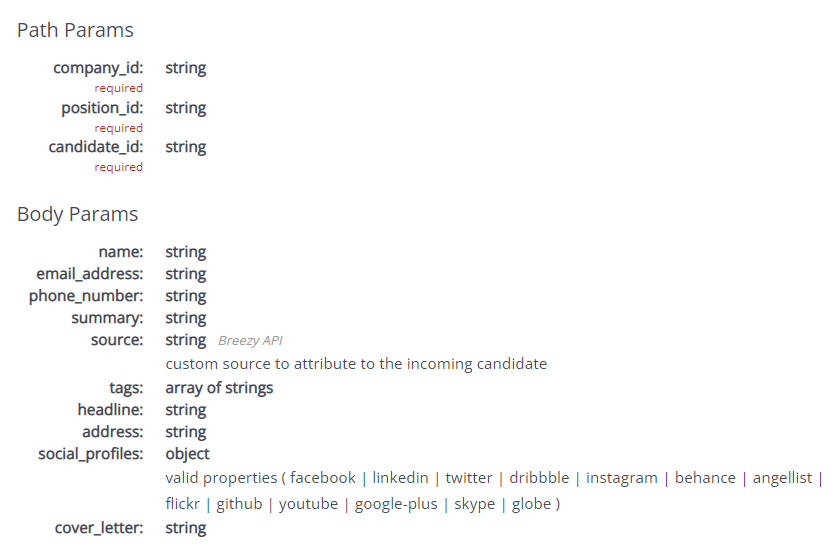 Path Params
company_id: string
required
position_id: string
required
candidate_id: string
required
Body Params
name: string
email_address: string
phone_number: string
summary: string
source: string Breezy API
custom source to attribute to the incoming candidate
tags: array of strings
headline: string
address: string
social_profiles: object
valid properties ( facebook | linkedin | twitter | dribbble | instagram | behance | angellist |
flickr | github | youtube | google-plus | skype | globe )
cover_letter: string